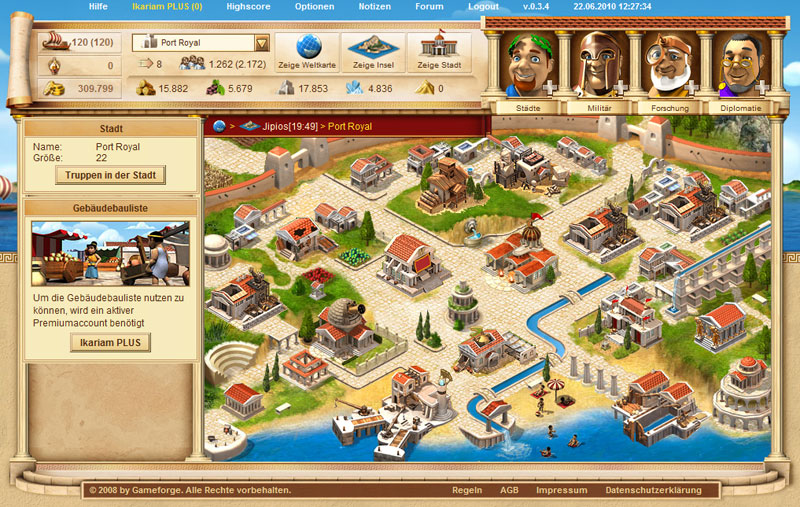 Hilfe Ikariam PLUS (0) Highscore Optionen Notizen Forum Logout v.0.3.4 22.06.2010 12:27:34
120 (120)
0
309.799
Port Royal
8 1.262 (2.172)
Zeige Weltkarte Zeige Insel Zeige Stadt
15.882 5.679 17.853 4.836 0
Städte Militär Forschung Diplomatie
Stadt
Name: Port Royal
Größe: 22
Truppen in der Stadt
Gebäudebauliste
Um die Gebäudebauliste nutzen zu
können, wird ein aktiver
Premiumaccount benötigt
Ikariam PLUS
> Jipios[19:49] > Port Royal
© 2008 by Gameforge. Alle Rechte vorbehalten. Regeln AGB Impressum Datenschutzerklärung